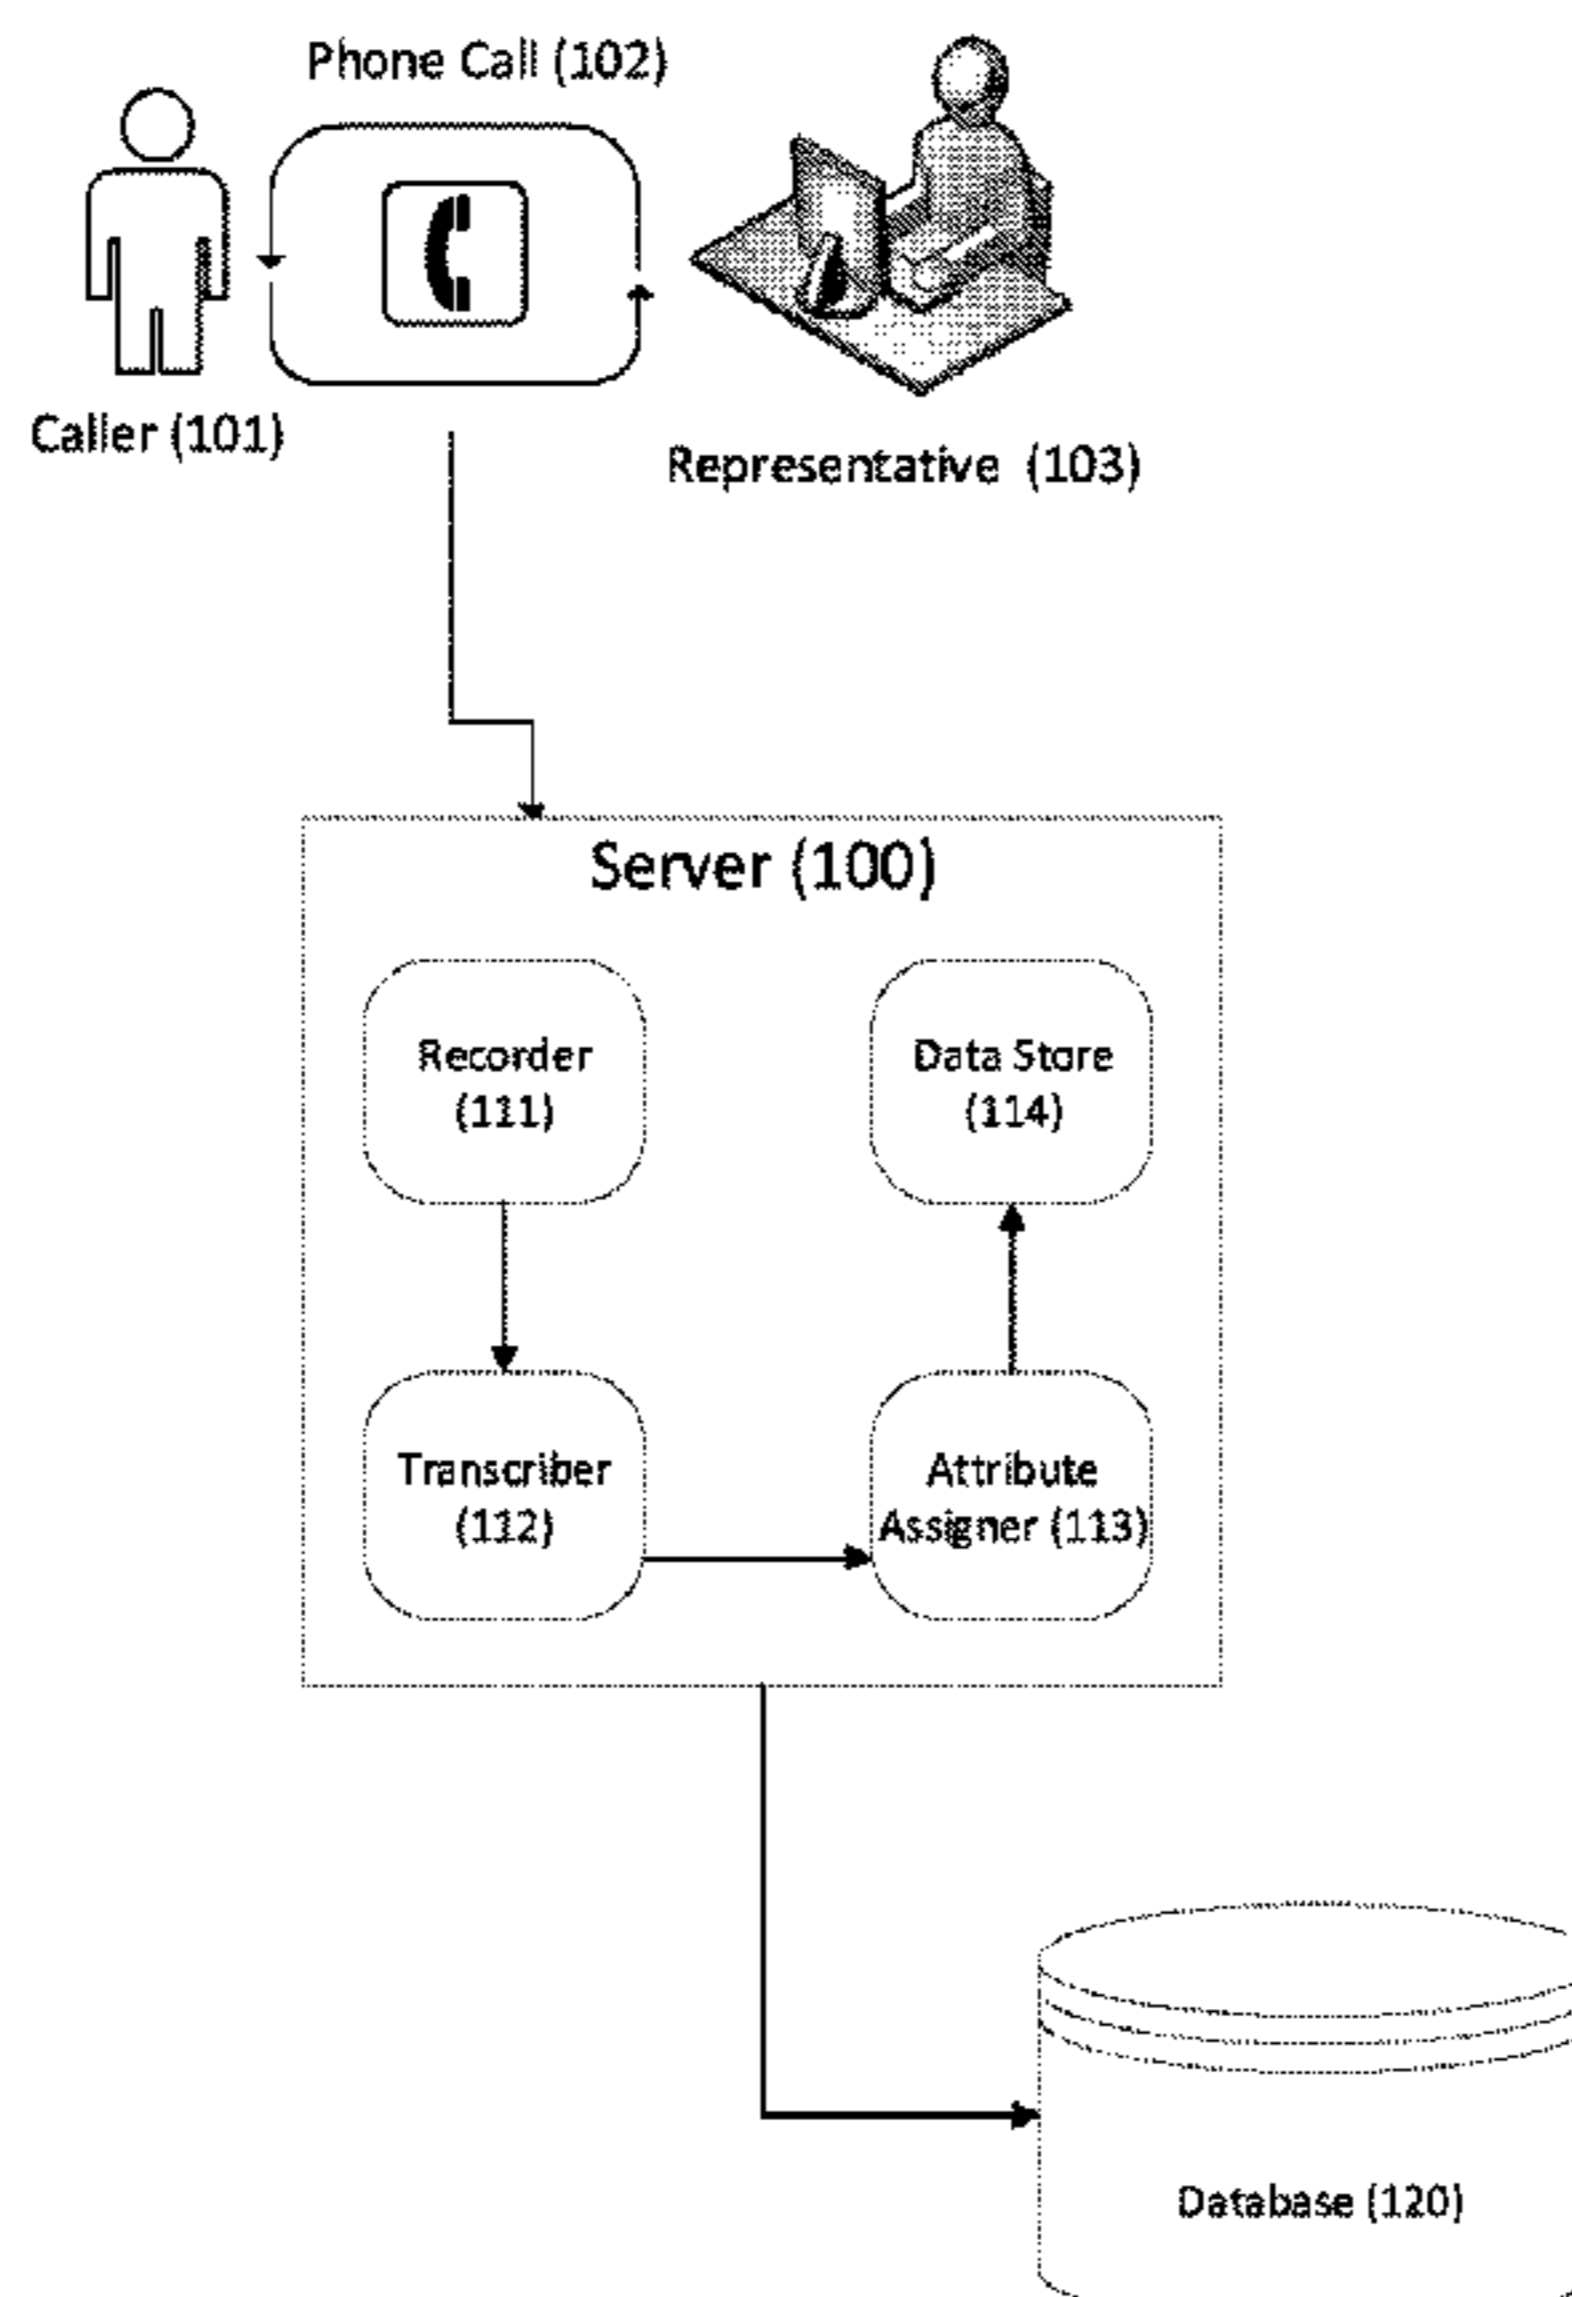 Phone Call (102)
Caller (101)
Representative (103)
Server (100)
Recorder
(111)
Data Store
(114)
Transcriber
(112)
Attribute
Assigner (113)
Database (120)